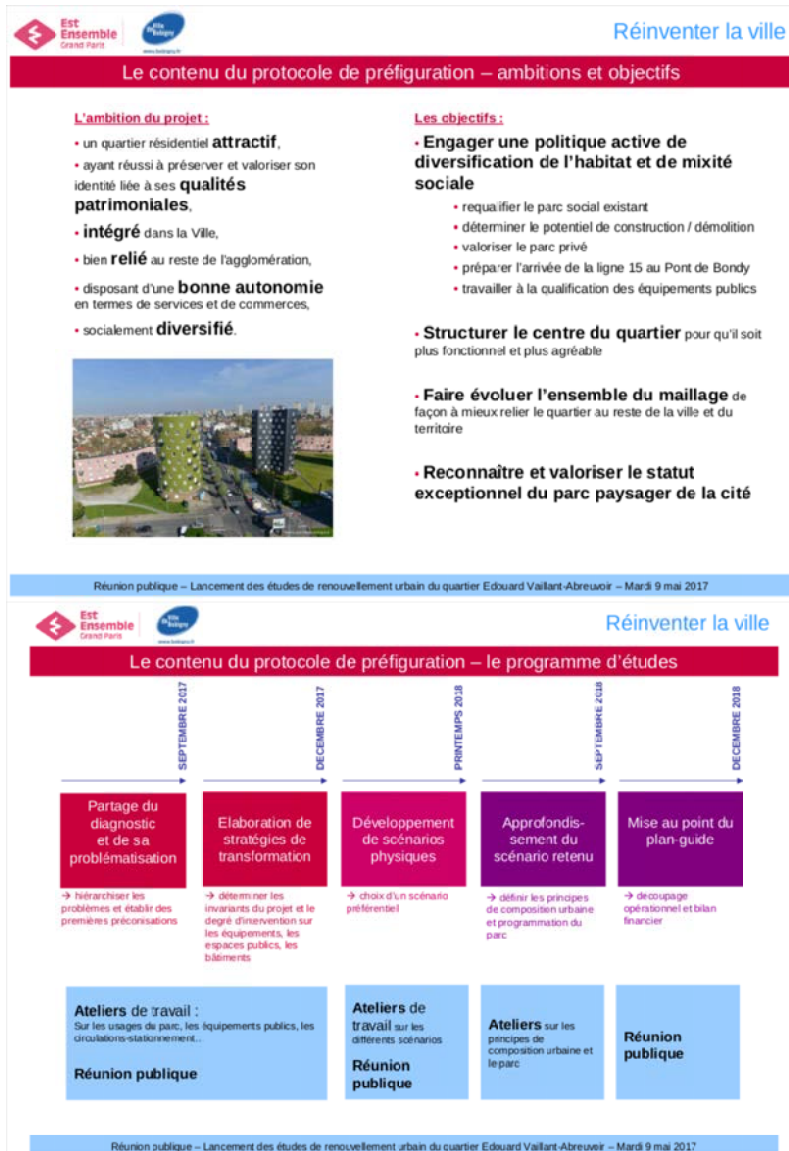 Est
Ensemble
Grand Paris
Ville
Bobigny
www.bobigny.fr
Réinventer la ville
Le contenu du protocole de préfiguration – ambitions et objectifs
L'ambition du projet :
• un quartier résidentiel attractif,
• ayant réussi à préserver et valoriser son
identité liée à ses qualités
patrimoniales,
• intégré dans la Ville,
• bien relié au reste de l'agglomération,
• disposant d'une bonne autonomie
en termes de services et de commerces,
• socialement diversifié.
Les objectifs :
• Engager une politique active de
diversification de l'habitat et de mixité
sociale
• requalifier le parc social existant
• déterminer le potentiel de construction / démolition
• valoriser le parc privé
• préparer l'arrivée de la ligne 15 au Pont de Bondy
• travailler à la qualification des équipements publics
• Structurer le centre du quartier pour qu'il soit
plus fonctionnel et plus agréable
• Faire évoluer l'ensemble du maillage de
façon à mieux relier le quartier au reste de la ville et du
territoire
• Reconnaître et valoriser le statut
exceptionnel du parc paysager de la cité
Réunion publique – Lancement des études de renouvellement urbain du quartier Edouard Vaillant-Abreuvoir – Mardi 9 mai 2017
Est
Ensemble
Grand Paris
Ville
Bobigny
www.bobigny.fr
Réinventer la ville
Le contenu du protocole de préfiguration – le programme d'études
SEPTEMBRE 2017
DECEMBRE 2017
PRINTEMPS 2018
SEPTEMBRE 2018
DECEMBRE 2018
Partage du
diagnostic
et de sa
problématisation
Elaboration de
stratégies de
transformation
Développement
de scénarios
physiques
Approfondis-
sement du
scénario retenu
Mise au point du
plan-guide
→ hiérarchiser les
problèmes et établir des
premières préconisations
→ déterminer les
invariants du projet et le
degré d'intervention sur
les équipements, les
espaces publics, les
bâtiments
→ choix d'un scénario
préférentiel
→ définir les principes
de composition urbaine
et programmation du
parc
→ decoupage
opérationnel et bilan
financier
Ateliers de travail :
Sur les usages du parc, les équipements publics, les
circulations-stationnement..
Réunion publique
Ateliers de
travail sur les
différents scénarios
Réunion
publique
Ateliers sur les
principes de
composition urbaine et
le parc
Réunion
publique
Réunion publique – Lancement des études de renouvellement urbain du quartier Edouard Vaillant-Abreuvoir – Mardi 9 mai 2017